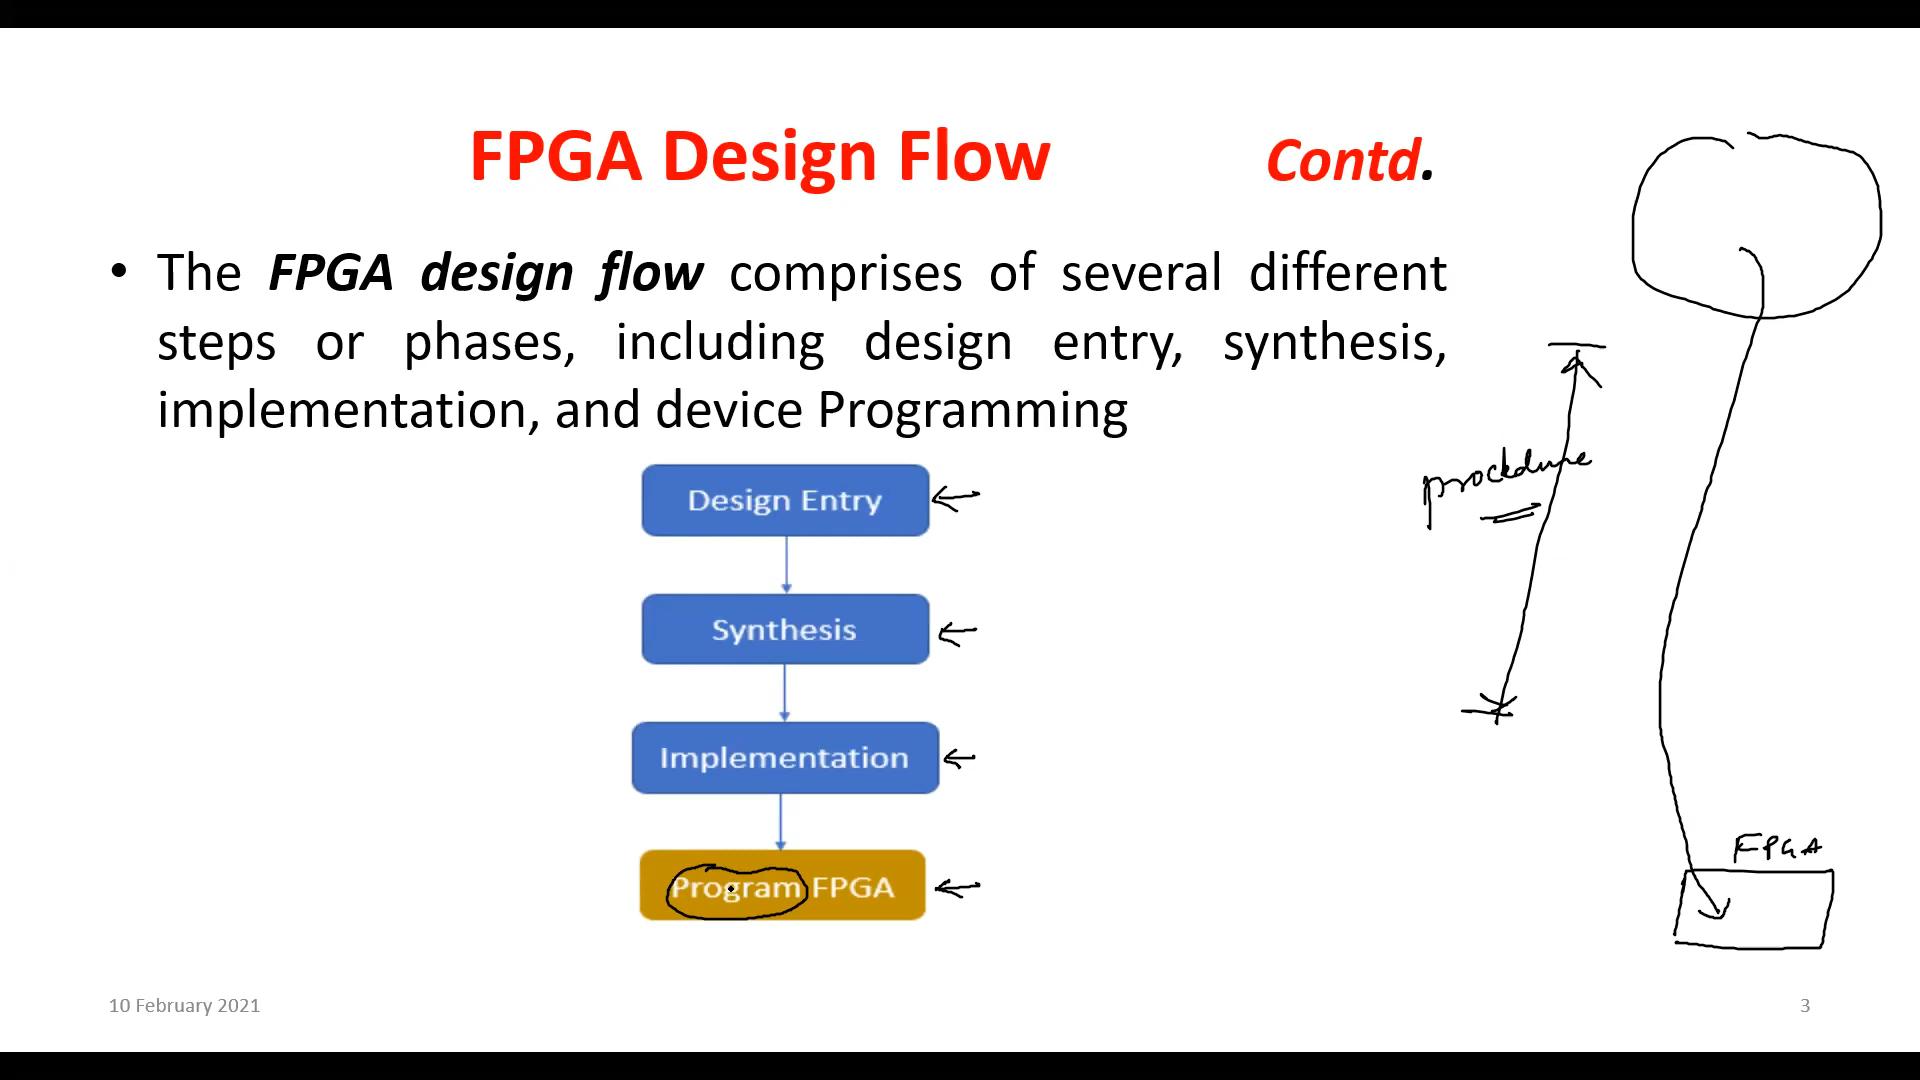 FPGA Design Flow Contd.
• The FPGA design flow comprises of several different
steps or phases, including design entry, synthesis,
implementation, and device Programming
procedure
Design Entry
Synthesis
Implementation
Program FPGA
FPGA
10 February 2021
3